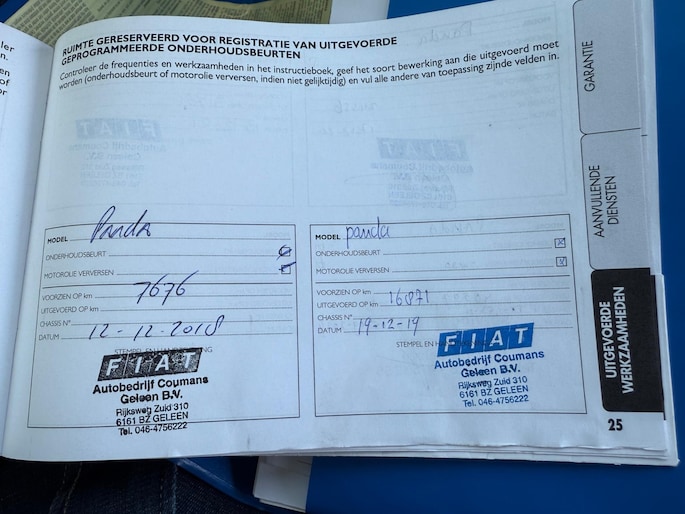 RUIMTE GERESERVEERD VOOR REGISTRATIE VAN UITGEVOERDE
GEPROGRAMMEERDE ONDERHOUDSBEURTEN
Controleer de frequenties en werkzaamheden in het instructieboek, geef het soort bewerking aan die uitgevoerd moet
worden (onderhoudsbeurt of motorolie verversen, indien niet gelijktijdig) en vul alle andere van toepassing zijnde velden in.
MODEL Panda
ONDERHOUDSBEURT
MOTOROLIE VERVERSEN
VOORZIEN OP km 7676
UITGEVOERD OP km
CHASSIS N°
DATUM 12-12-2018
STEMPEL EN
FIAT
Autobedrijf Coumans
Geleen B.V.
Rijksweg Zuid 310
6161 BZ GELEEN
Tel. 046-4756222
MODEL panda
ONDERHOUDSBEURT
MOTOROLIE VERVERSEN
VOORZIEN OP km
UITGEVOERD OP km 16871
CHASSIS N°
DATUM 19-12-19
STEMPEL EN
FIAT
Autobedrijf Coumans
Geleen B.V.
Rijksweg Zuid 310
6161 BZ GELEEN
Tel. 046-4756222
GARANTIE
AANVULLENDE
DIENSTEN
UITGEVOERDE
WERKZAAMHEDEN
25